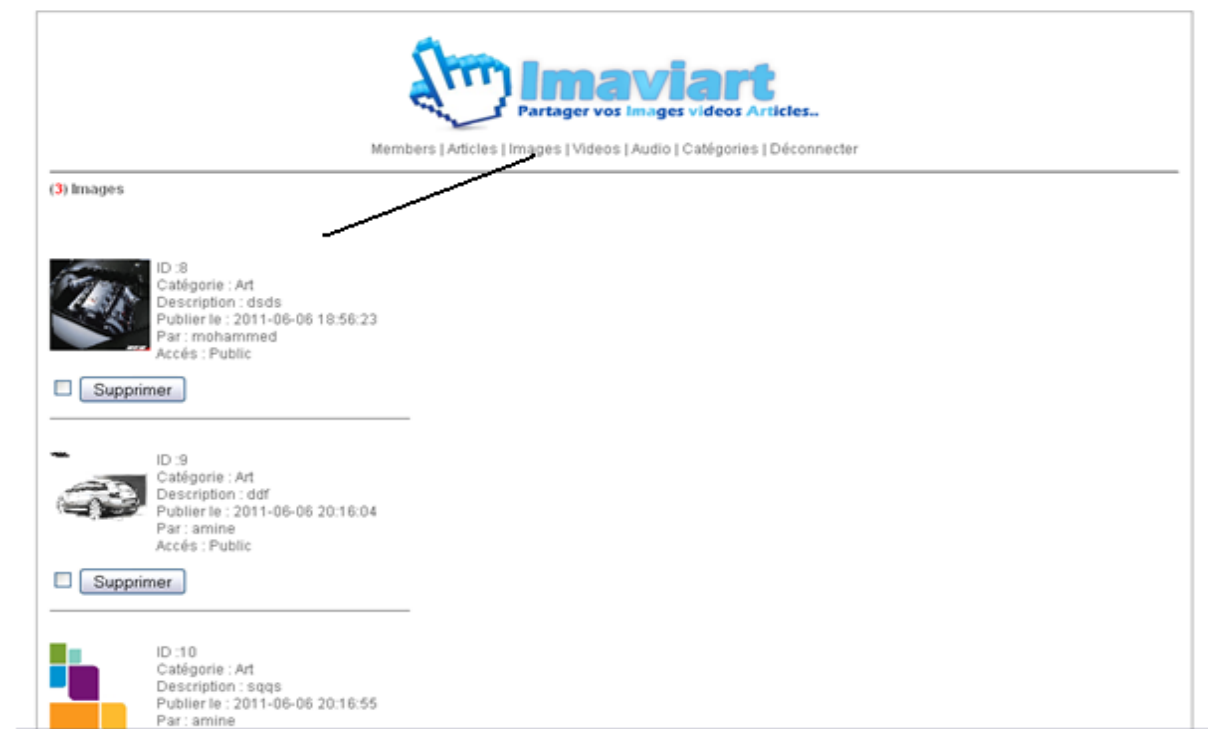 Imaviart
Partager vos Images videos Articles..
Members | Articles | Images | Videos | Audio | Catégories | Déconnecter
(3) Images
ID :8
Catégorie : Art
Description : dsds
Publier le : 2011-06-06 18:56:23
Par : mohammed
Accés : Public
Supprimer
ID :9
Catégorie : Art
Description : ddf
Publier le : 2011-06-06 20:16:04
Par : amine
Accés : Public
Supprimer
ID :10
Catégorie : Art
Description : sqqs
Publier le : 2011-06-06 20:16:55
Par : amine